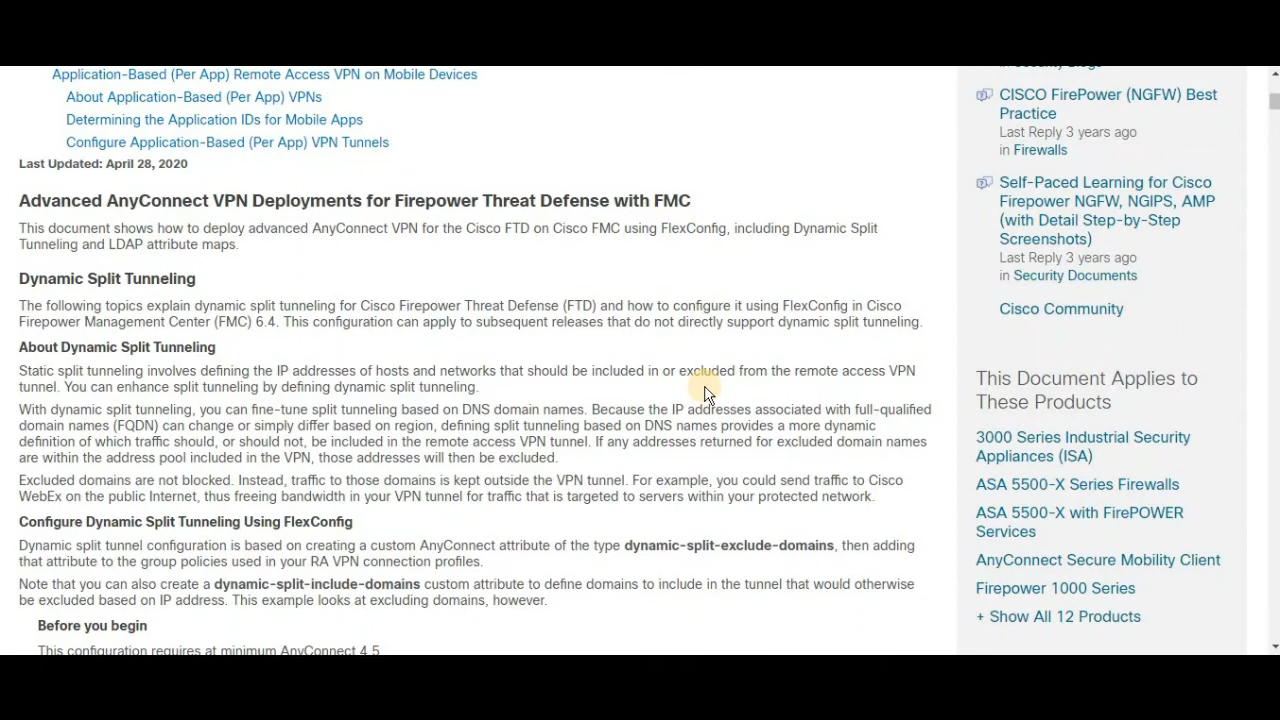 Application-Based (Per App) Remote Access VPN on Mobile Devices
About Application-Based (Per App) VPNs
Determining the Application IDs for Mobile Apps
Configure Application-Based (Per App) VPN Tunnels
Last Updated: April 28, 2020
Advanced AnyConnect VPN Deployments for Firepower Threat Defense with FMC
This document shows how to deploy advanced AnyConnect VPN for the Cisco FTD on Cisco FMC using FlexConfig, including Dynamic Split
Tunneling and LDAP attribute maps.
Dynamic Split Tunneling
The following topics explain dynamic split tunneling for Cisco Firepower Threat Defense (FTD) and how to configure it using FlexConfig in Cisco
Firepower Management Center (FMC) 6.4. This configuration can apply to subsequent releases that do not directly support dynamic split tunneling.
About Dynamic Split Tunneling
Static split tunneling involves defining the IP addresses of hosts and networks that should be included in or excluded from the remote access VPN
tunnel. You can enhance split tunneling by defining dynamic split tunneling.
With dynamic split tunneling, you can fine-tune split tunneling based on DNS domain names. Because the IP addresses associated with full-qualified
domain names (FQDN) can change or simply differ based on region, defining split tunneling based on DNS names provides a more dynamic
definition of which traffic should, or should not, be included in the remote access VPN tunnel. If any addresses returned for excluded domain names
are within the address pool included in the VPN, those addresses will then be excluded.
Excluded domains are not blocked. Instead, traffic to those domains is kept outside the VPN tunnel. For example, you could send traffic to Cisco
WebEx on the public Internet, thus freeing bandwidth in your VPN tunnel for traffic that is targeted to servers within your protected network.
Configure Dynamic Split Tunneling Using FlexConfig
Dynamic split tunnel configuration is based on creating a custom AnyConnect attribute of the type dynamic-split-exclude-domains, then adding
that attribute to the group policies used in your RA VPN connection profiles.
Note that you can also create a dynamic-split-include-domains custom attribute to define domains to include in the tunnel that would otherwise
be excluded based on IP address. This example looks at excluding domains, however.
Before you begin
This configuration requires at minimum AnyConnect 4.5
in Security Blogs
CISCO FirePower (NGFW) Best
Practice
Last Reply 3 years ago
in Firewalls
Self-Paced Learning for Cisco
Firepower NGFW, NGIPS, AMP
(with Detail Step-by-Step
Screenshots)
Last Reply 3 years ago
in Security Documents
Cisco Community
This Document Applies to
These Products
3000 Series Industrial Security
Appliances (ISA)
ASA 5500-X Series Firewalls
ASA 5500-X with FirePOWER
Services
AnyConnect Secure Mobility Client
Firepower 1000 Series
+ Show All 12 Products